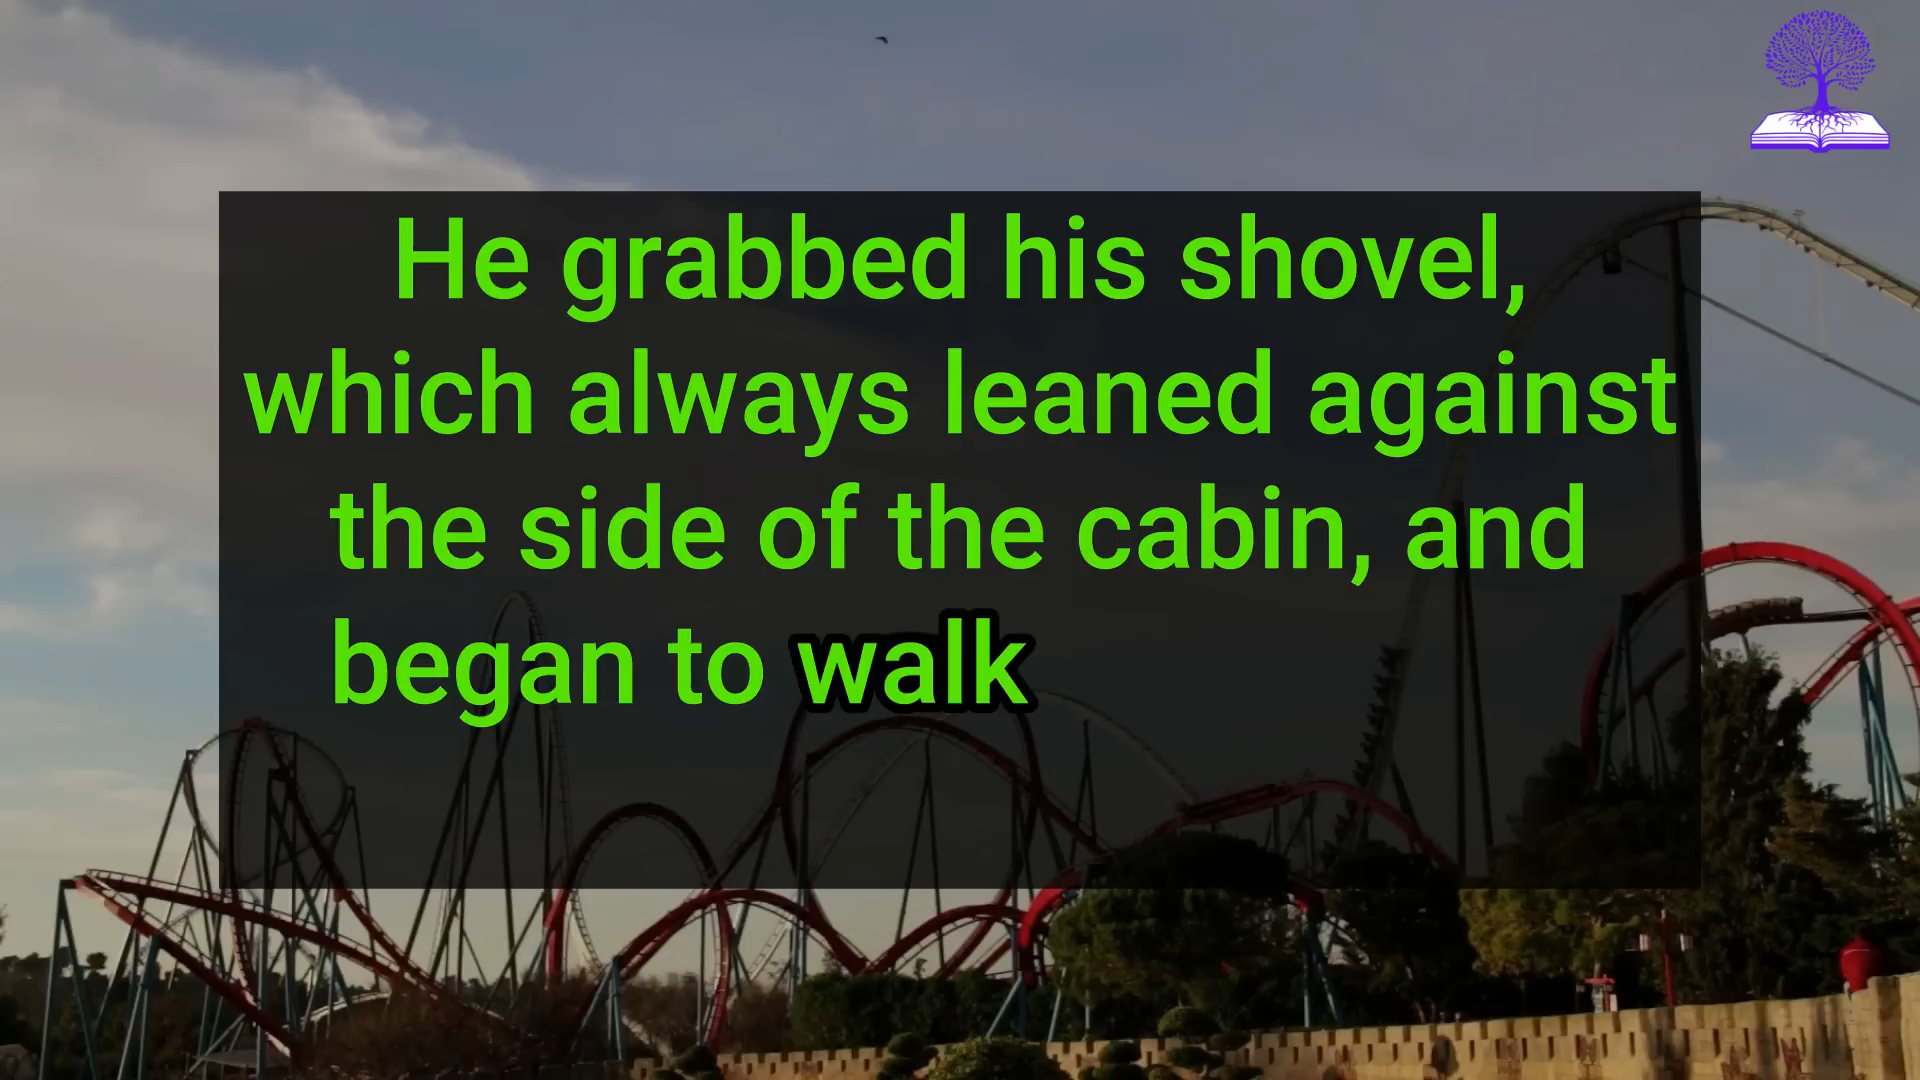 He grabbed his shovel,
which always leaned against
the side of the cabin, and
began to walk